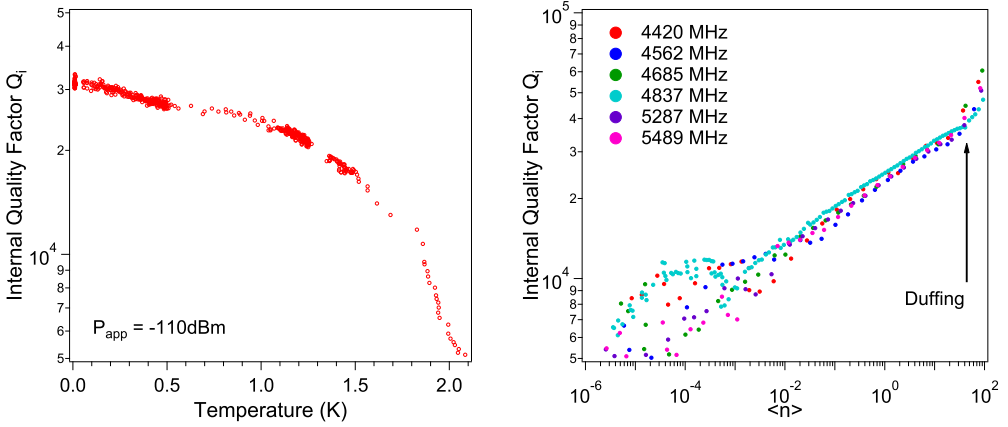 Internal Quality Factor Qi
5
4
3
2
10^4
9
8
7
6
5
Papp = -110dBm
0.0 0.5 1.0 1.5 2.0
Temperature (K)
Internal Quality Factor Qi
10^5
9
8
7
6
5
4
3
2
10^4
9
8
7
6
5
4420 MHz
4562 MHz
4685 MHz
4837 MHz
5287 MHz
5489 MHz
Duffing
10^-6 10^-4 10^-2 10^0 10^2
<n>